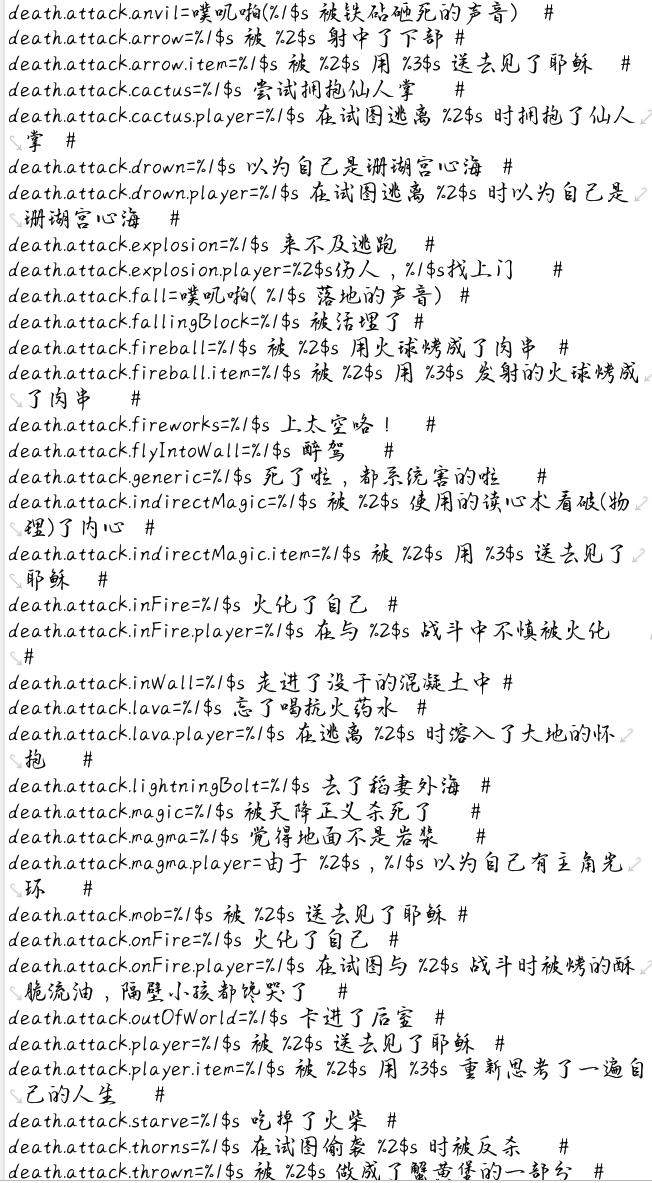 death.attack.anvil=噗叽啪(%1$s 被铁砧砸死的声音)   #
death.attack.arrow=%1$s 被 %2$s 射中了下部 #
death.attack.arrow.item=%1$s 被 %2$s 用 %3$s 送去见了耶稣   #
death.attack.cactus=%1$s 尝试拥抱仙人掌   #
death.attack.cactus.player=%1$s 在试图逃离 %2$s 时拥抱了仙人
掌  #
death.attack.drown=%1$s 以为自己是珊瑚宫心海  #
death.attack.drown.player=%1$s 在试图逃离 %2$s 时以为自己是
珊瑚宫心海   #
death.attack.explosion=%1$s 来不及逃跑   #
death.attack.explosion.player=%2$s伤人，%1$s找上门    #
death.attack.fall=噗叽啪( %1$s 落地的声音)  #
death.attack.fallingBlock=%1$s 被活埋了 #
death.attack.fireball=%1$s 被 %2$s 用火球烤成了肉串  #
death.attack.fireball.item=%1$s 被 %2$s 用 %3$s 发射的火球烤成
了肉串    #
death.attack.fireworks=%1$s 上太空咯！   #
death.attack.flyIntoWall=%1$s 醉驾    #
death.attack.generic=%1$s 死了啦，都系统害的啦   #
death.attack.indirectMagic=%1$s 被 %2$s 使用的读心术看破(物
理)了内心  #
death.attack.indirectMagic.item=%1$s 被 %2$s 用 %3$s 送去见了
耶稣   #
death.attack.inFire=%1$s 火化了自己  #
death.attack.inFire.player=%1$s 在与 %2$s 战斗中不慎被火化
#
death.attack.inWall=%1$s 走进了没干的混凝土中 #
death.attack.lava=%1$s 忘了喝抗火药水  #
death.attack.lava.player=%1$s 在逃离 %2$s 时溶入了大地的怀
抱    #
death.attack.lightningBolt=%1$s 去了稻妻外海  #
death.attack.magic=%1$s 被天降正义杀死了    #
death.attack.magma=%1$s 觉得地面不是岩浆    #
death.attack.magma.player=由于 %2$s，%1$s 以为自己有主角光
环    #
death.attack.mob=%1$s 被 %2$s 送去见了耶稣 #
death.attack.onFire=%1$s 火化了自己  #
death.attack.onFire.player=%1$s 在试图与 %2$s 战斗时被烤的酥
脆流油，隔壁小孩都馋哭了   #
death.attack.outOfWorld=%1$s 卡进了后室  #
death.attack.player=%1$s 被 %2$s 送去见了耶稣  #
death.attack.player.item=%1$s 被 %2$s 用 %3$s 重新思考了一遍自
己的人生    #
death.attack.starve=%1$s 吃掉了火柴  #
death.attack.thorns=%1$s 在试图偷袭 %2$s 时被反杀    #
death.attack.thrown=%1$s 被 %2$s 做成了蟹黄堡的一部分  #